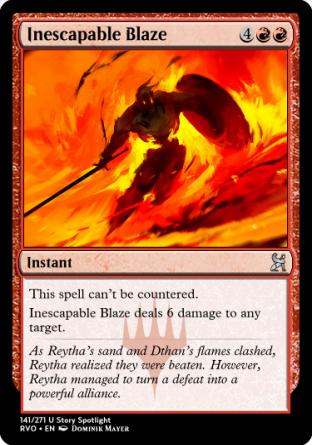 Inescapable Blaze 4
Instant
This spell can't be countered.
Inescapable Blaze deals 6 damage to any
target.
As Reytha's sand and Dthan's flames clashed,
Reytha realized they were beaten. However,
Reytha managed to turn a defeat into a
powerful alliance.
141/271 U Story Spotlight
RVO • EN Dominik Mayer